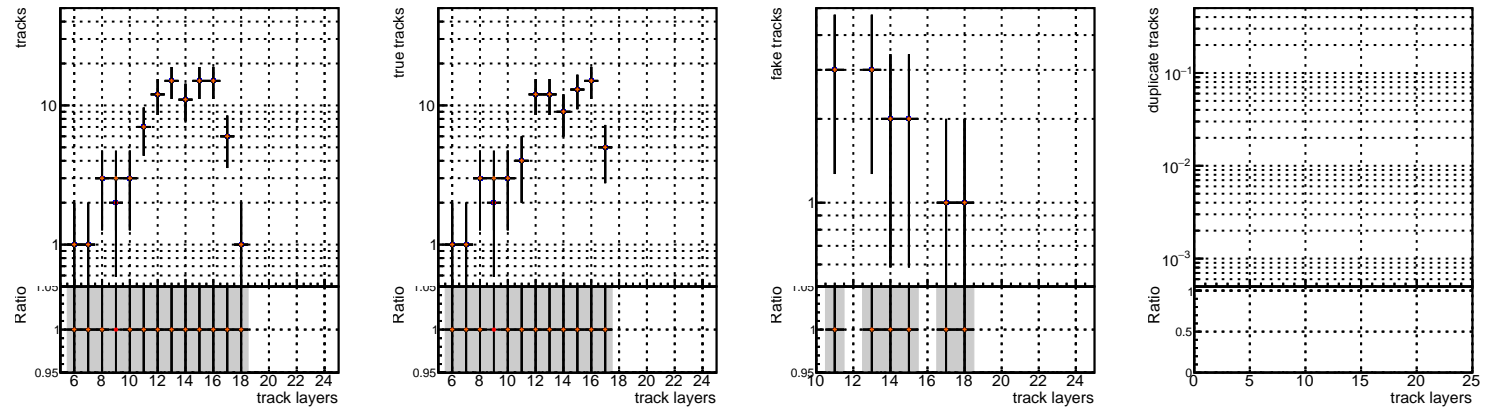 tracks
10
1
Ratio
1.05
1
0.95
6 8 10 12 14 16 18 20 22 24
track layers
true tracks
10
1
Ratio
1.05
1
0.95
6 8 10 12 14 16 18 20 22 24
track layers
fake tracks
1
Ratio
1.05
1
0.95
10 12 14 16 18 20 22 24
track layers
duplicate tracks
10−1
10−2
10−3
Ratio
1
0.5
0
0 5 10 15 20 25
track layers